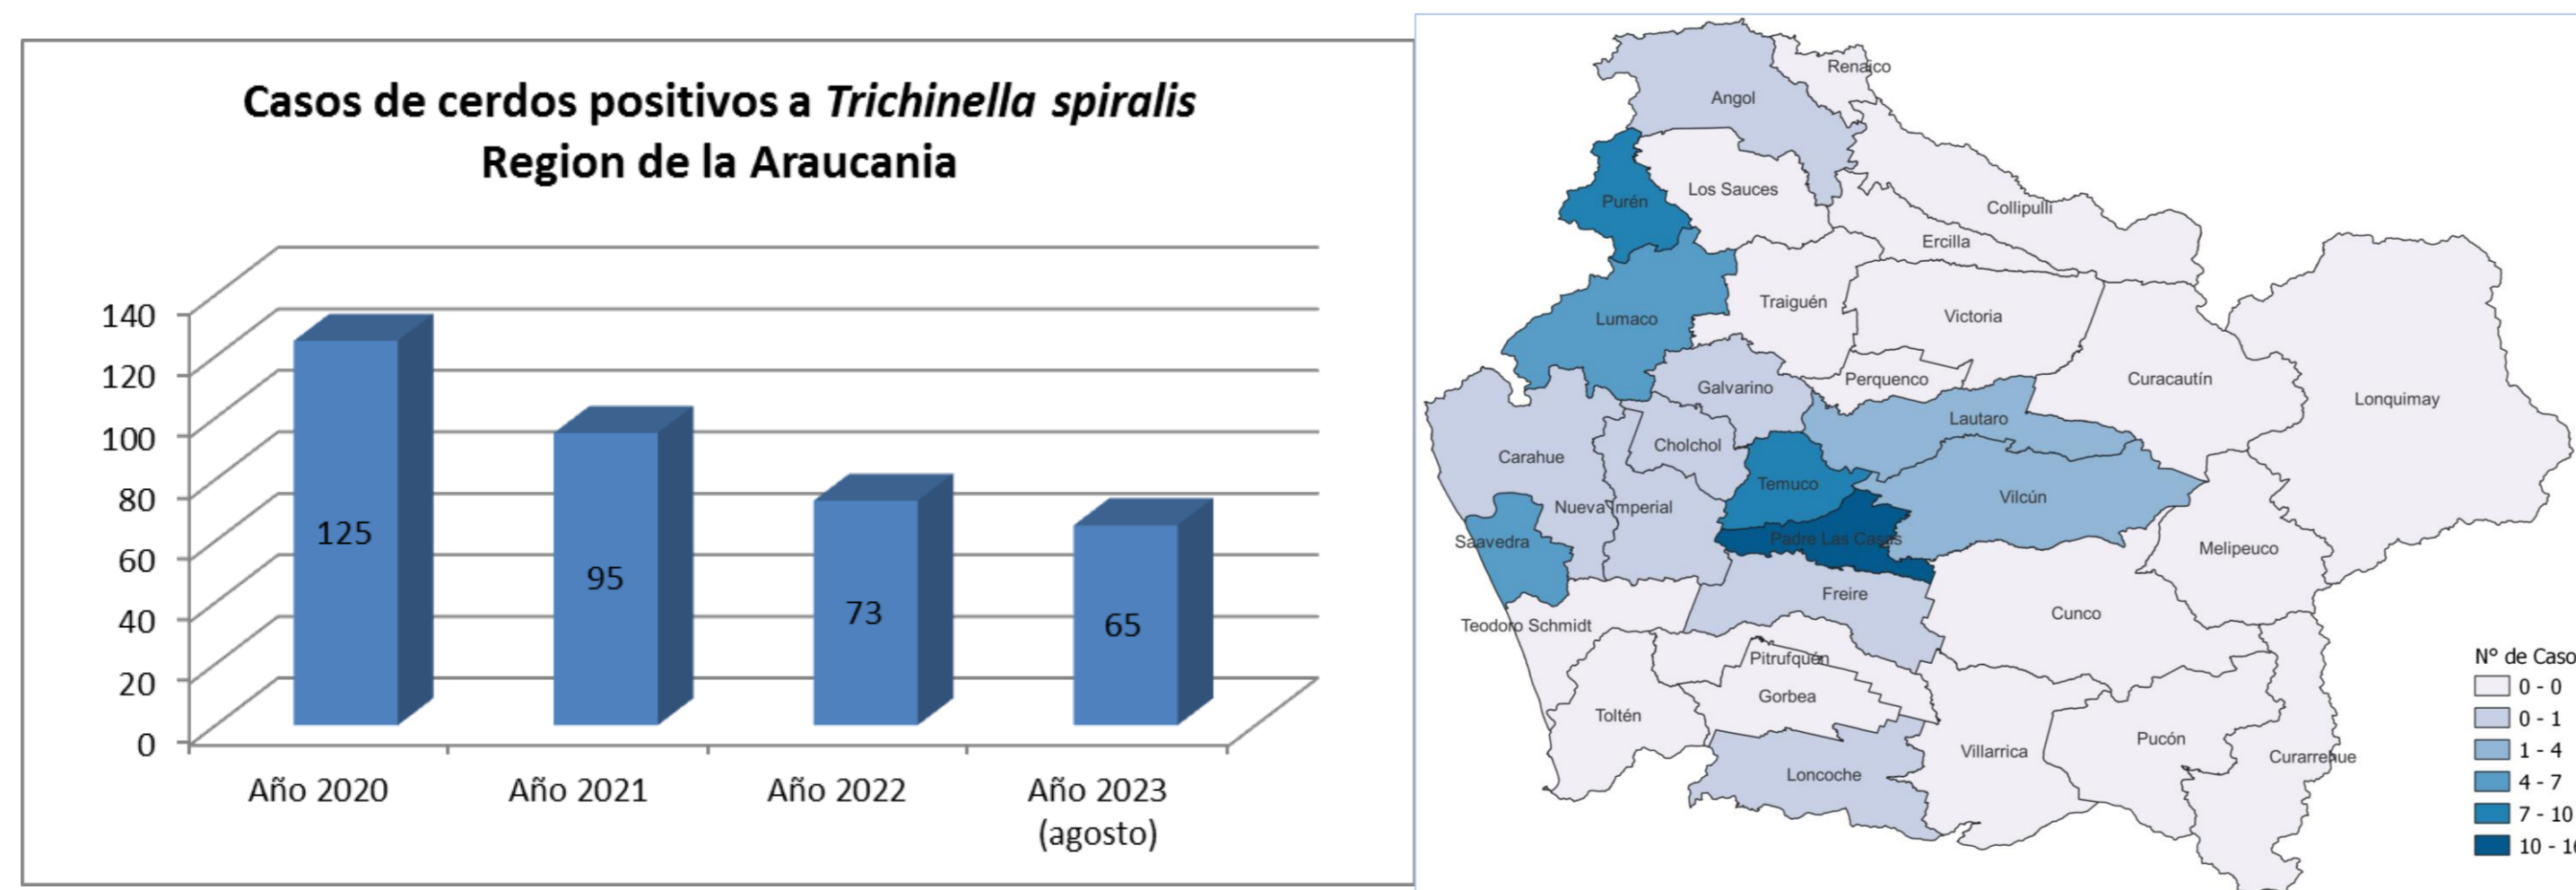 Casos de cerdos positivos a Trichinella spiralis
Region de la Araucania
140
120
100
80
60
40
20
0
125
95
73
65
Año 2020
Año 2021
Año 2022
Año 2023
(agosto)
Renaico
Angol
Los Sauces
Purén
Collipulli
Ercilla
Traiguén
Victoria
Lumaco
Perquenco
Curacautín
Galvarino
Lonquimay
Lautaro
Cholchol
Carahue
Temuco
Vilcún
Nueva Imperial
Padre Las Casas
Saavedra
Melipeuco
Freire
Cunco
Teodoro Schmidt
Pitrufquén
Gorbea
Toltén
Pucón
Villarrica
Curarrehue
Loncoche
N° de Caso
0 - 0
0 - 1
1 - 4
4 - 7
7 - 10
10 - 16